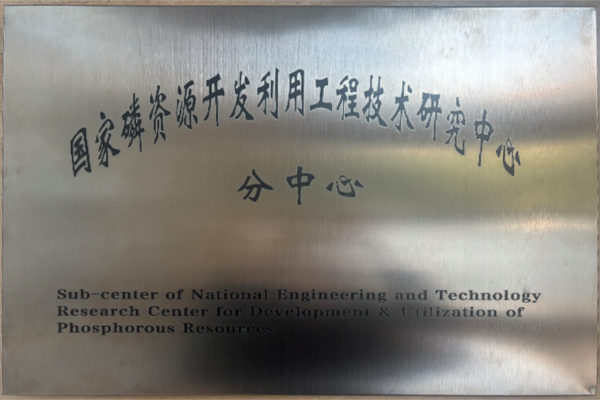 国家磷资源开发利用工程技术研究中心
分中心
Sub-center of National Engineering and Technology
Research Center for Development & Utilization of
Phosphorous Resources